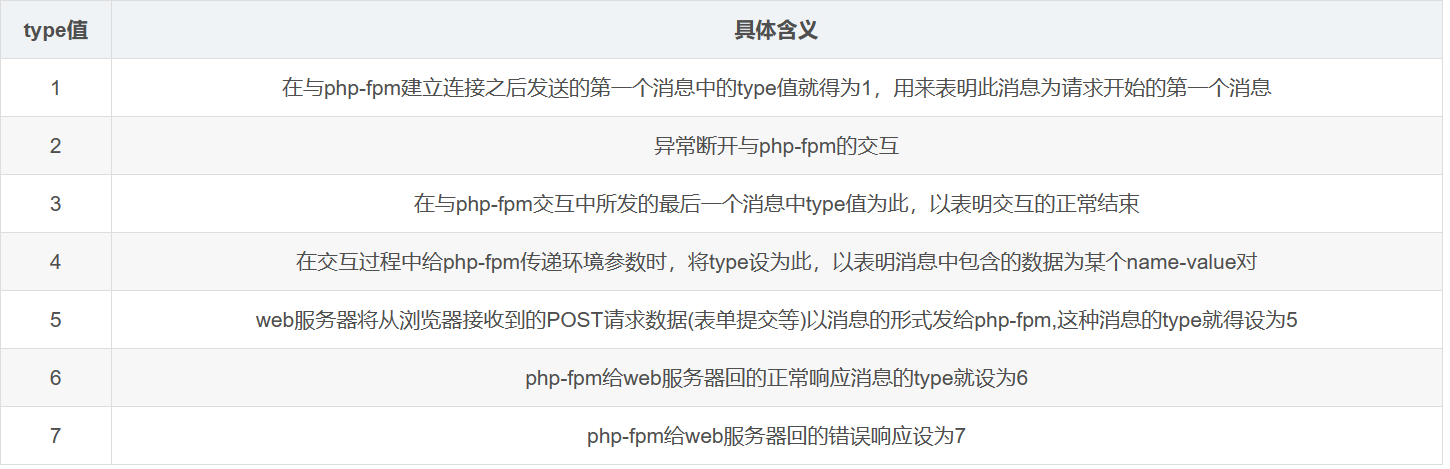 type值 具体含义
1 在与php-fpm建立连接之后发送的第一个消息中的type值就得为1，用来表明此消息为请求开始的第一个消息
2 异常断开与php-fpm的交互
3 在与php-fpm交互中所发的最后一个消息中type值为此，以表明交互的正常结束
4 在交互过程中给php-fpm传递环境参数时，将type设为此，以表明消息中包含的数据为某个name-value对
5 web服务器将从浏览器接收到的POST请求数据(表单提交等)以消息的形式发给php-fpm,这种消息的type就得设为5
6 php-fpm给web服务器回的正常响应消息的type就设为6
7 php-fpm给web服务器回的错误响应设为7